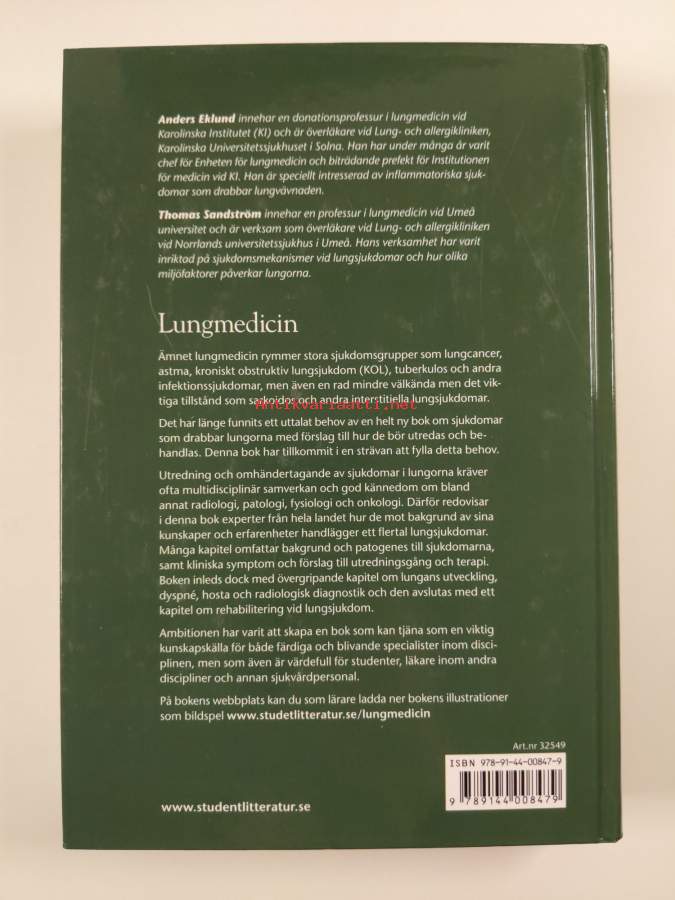 Anders Eklund innehar en donationsprofessur i lungmedicin vid
Karolinska Institutet (KI) och är överläkare vid Lung- och allergikliniken,
Karolinska Universitetssjukhuset i Solna. Han har under många år varit
chef för Enheten för lungmedicin och biträdande prefekt för Institutionen
för medicin vid KI. Han är speciellt intresserad av inflammatoriska sjuk-
domar som drabbar lungvävnaden.
Thomas Sandström innehar en professur i lungmedicin vid Umeå
universitet och är verksam som överläkare vid Lung- och allergikliniken
vid Norrlands universitetssjukhus i Umeå. Hans verksamhet har varit
inriktad på sjukdomsmekanismer vid lungsjukdomar och hur olika
miljöfaktorer påverkar lungorna.
Lungmedicin
Ämnet lungmedicin rymmer stora sjukdomsgrupper som lungcancer,
astma, kroniskt obstruktiv lungsjukdom (KOL), tuberkulos och andra
infektionssjukdomar, men även en rad mindre välkända men det vik-
tiga tillstånd som sarkoidos och andra interstitiella lungsjukdomar.
Antikvariaatti.net
Det har länge funnits ett uttalat behov av en helt ny bok om sjukdomar
som drabbar lungorna med förslag till hur de bör utredas och be-
handlas. Denna bok har tillkommit i en strävan att fylla detta behov.
Utredning och omhändertagande av sjukdomar i lungorna kräver
ofta multidisciplinär samverkan och god kännedom om bland
annat radiologi, patologi, fysiologi och onkologi. Därför redovisar
i denna bok experter från hela landet hur de mot bakgrund av sina
kunskaper och erfarenheter handlägger ett flertal lungsjukdomar.
Många kapitel omfattar bakgrund och patogenes till sjukdomarna,
samt kliniska symptom och förslag till utredningsgång och terapi.
Boken inleds dock med övergripande kapitel om lungans utveckling,
dyspné, hosta och radiologisk diagnostik och den avslutas med ett
kapitel om rehabilitering vid lungsjukdom.
Ambitionen har varit att skapa en bok som kan tjäna som en viktig
kunskapskälla för både färdiga och blivande specialister inom disci-
plinen, men som även är värdefull för studenter, läkare inom andra
discipliner och annan sjukvårdpersonal.
På bokens webbplats kan du som lärare ladda ner bokens illustrationer
som bildspel www.studetlitteratur.se/lungmedicin
Art.nr 32549
ISBN 978-91-44-00847-9
9 789144 008479
www.studentlitteratur.se